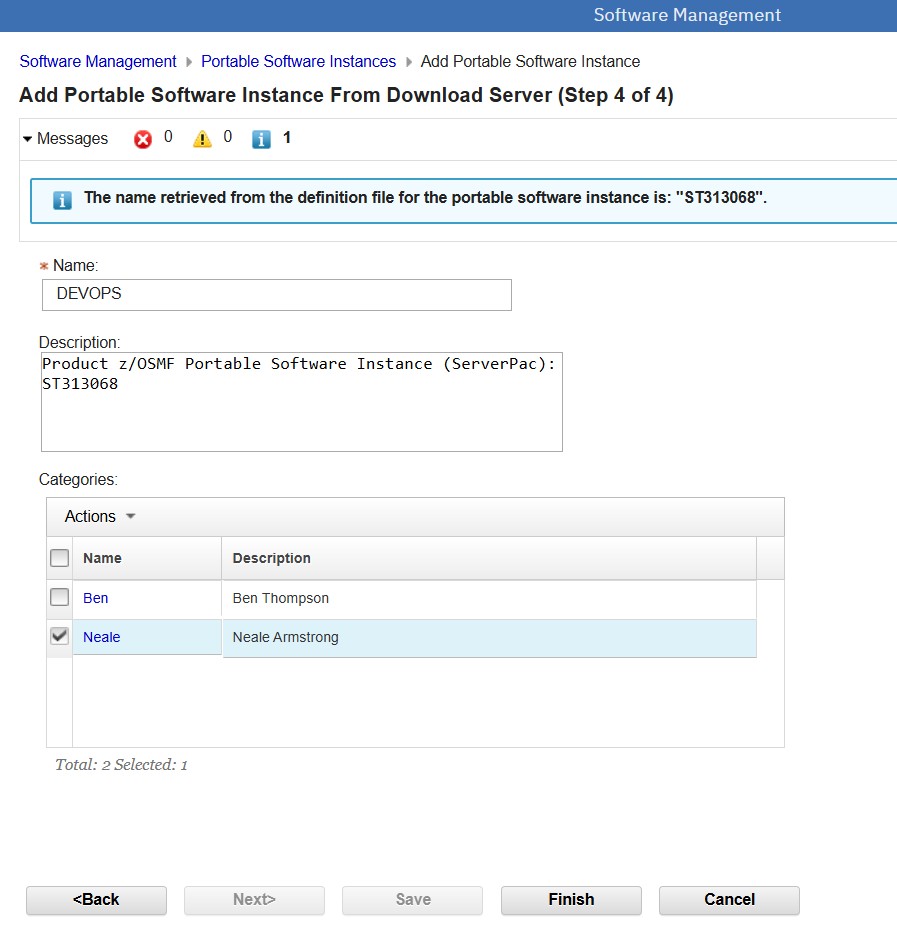 Software Management
Software Management Portable Software Instances Add Portable Software Instance
Add Portable Software Instance From Download Server (Step 4 of 4)
Messages 0 0 1
The name retrieved from the definition file for the portable software instance is: "ST313068".
* Name:
DEVOPS
Description:
Product z/OSMF Portable Software Instance (ServerPac):
ST313068
Categories:
Actions
Name Description
Ben Ben Thompson
Neale Neale Armstrong
Total: 2 Selected: 1
<Back Next> Save Finish Cancel